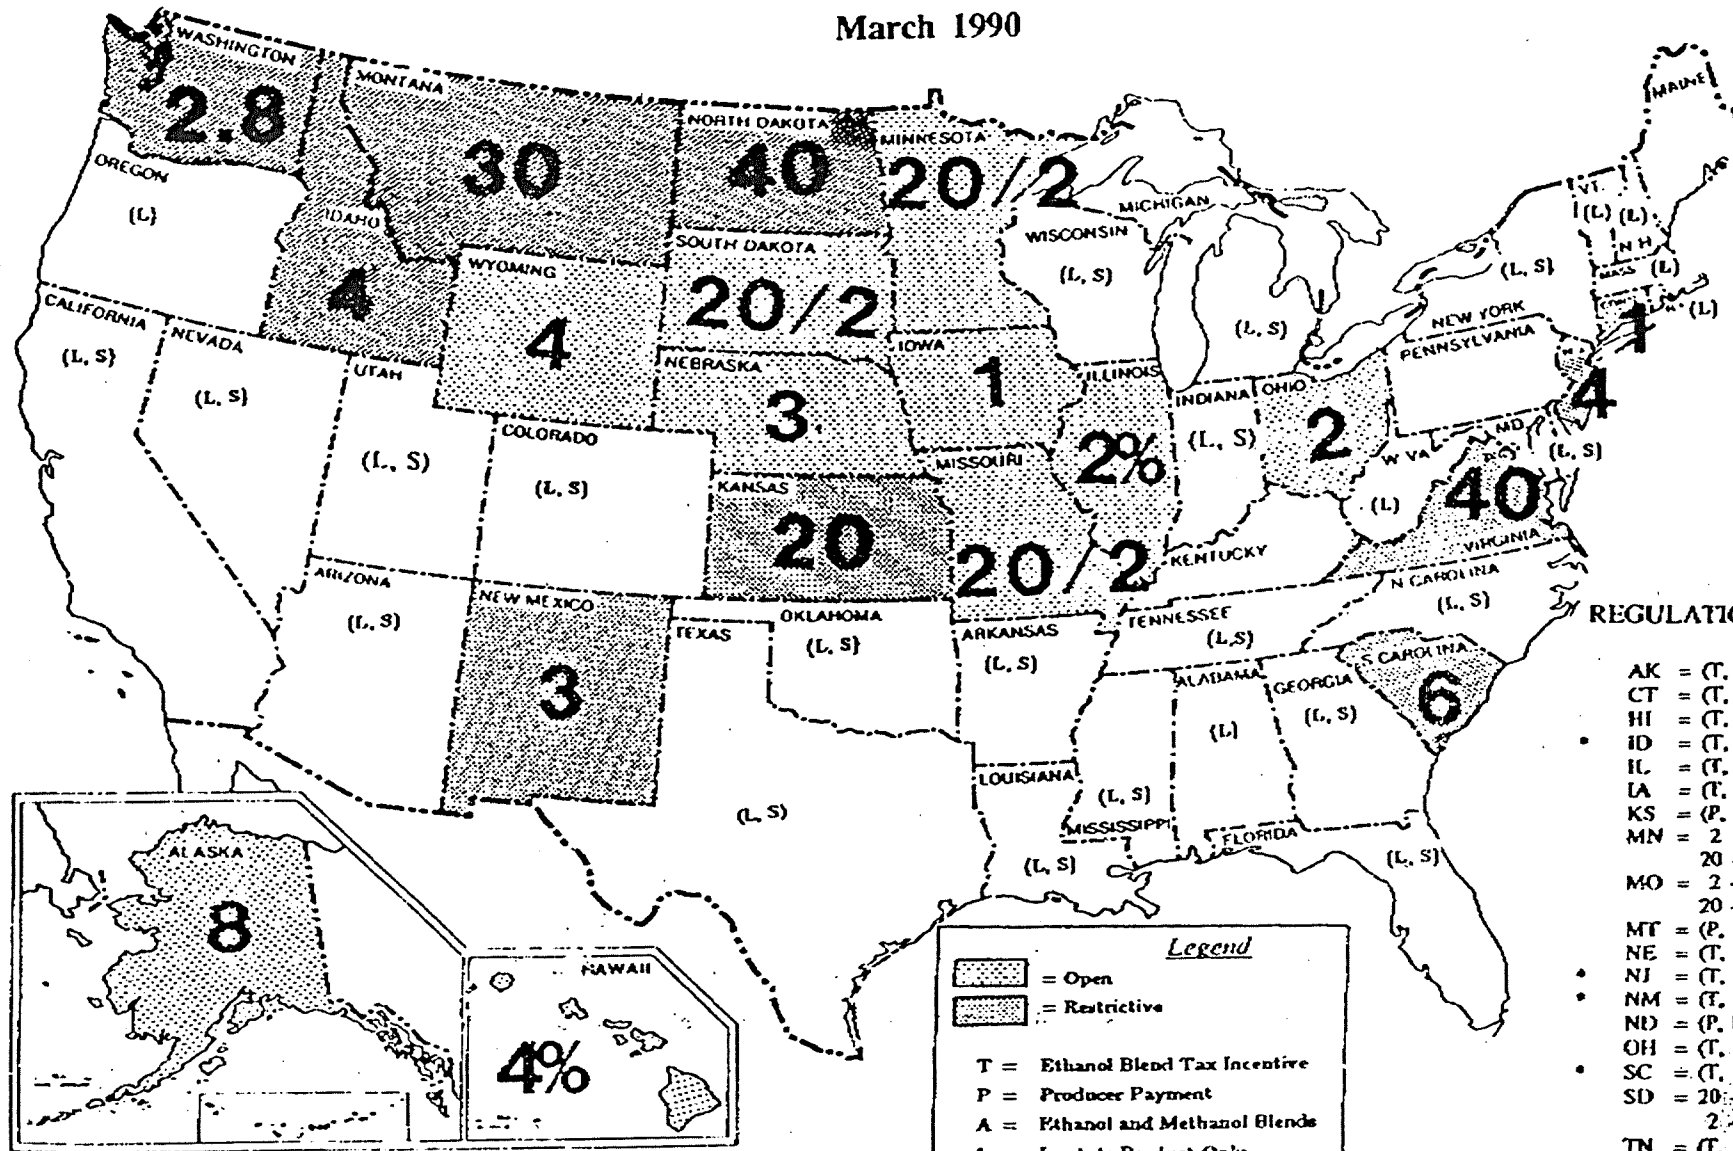 March 1990
WASHINGTON
2.8
MONTANA
30
NORTH DAKOTA
40
MINNESOTA
20/2
MAINE
OREGON
{L}
IDAHO
4
WYOMING
4
SOUTH DAKOTA
20/2
WISCONSIN
(L, S)
MICHIGAN
(L, S)
VT.
(L)
(L)
N H
MASS
(L)
(L)
(L, S}
NEW YORK
1
CALIFORNIA
(L, S}
NEVADA
(L, S}
UTAH
(L, S)
COLORADO
(L, S)
NEBRASKA
3
IOWA
1
ILLINOIS
2%
INDIANA
(L, S)
OHIO
2
PENNSYLVANIA
4
MD.
(L, S)
W VA
(L)
40
VIRGINIA
KANSAS
20
MISSOURI
20/2
KENTUCKY
ARIZONA
(L, S)
NEW MEXICO
3
TEXAS
(L, S)
OKLAHOMA
(L, S}
ARKANSAS
(L, S)
TENNESSEE
(L,S)
N CAROLINA
(L, S)
S CAROLINA
6
ALABAMA
{L}
GEORGIA
(L, S)
LOUISIANA
(L, S)
(L, S}
MISSISSIPPI
FLORIDA
(L, S)
ALASKA
8
HAWAII
4%
Legend
= Open
= Restrictive
T = Ethanol Blend Tax Incentive
P = Producer Payment
A = Ethanol and Methanol Blends
REGULATIO
AK = (T.
CT = (T.
HI = (T.
* ID = (T.
IL = (T.
IA = (T.
KS = (P.
MN = 2
20
MO = 2 -
20 -
MT = (P.
NE = (T.
* NJ = (T.
* NM = (T.
ND = (P.
OH = (T.
* SC = (T.
SD = 20
2
TN = (T